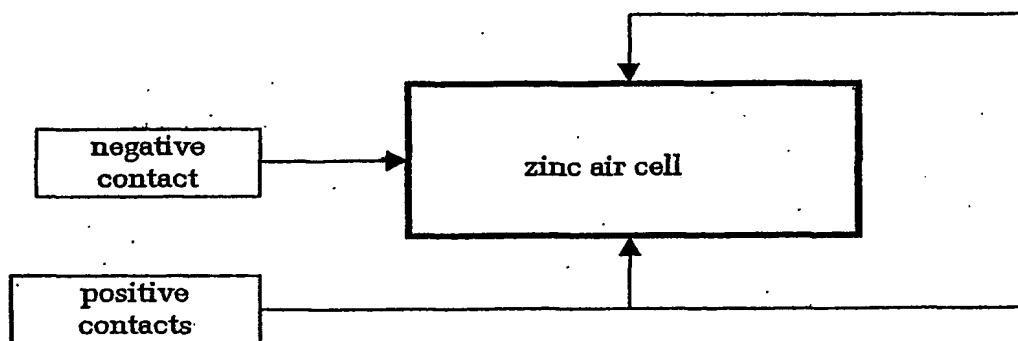 negative
contact
zinc air cell
positive
contacts